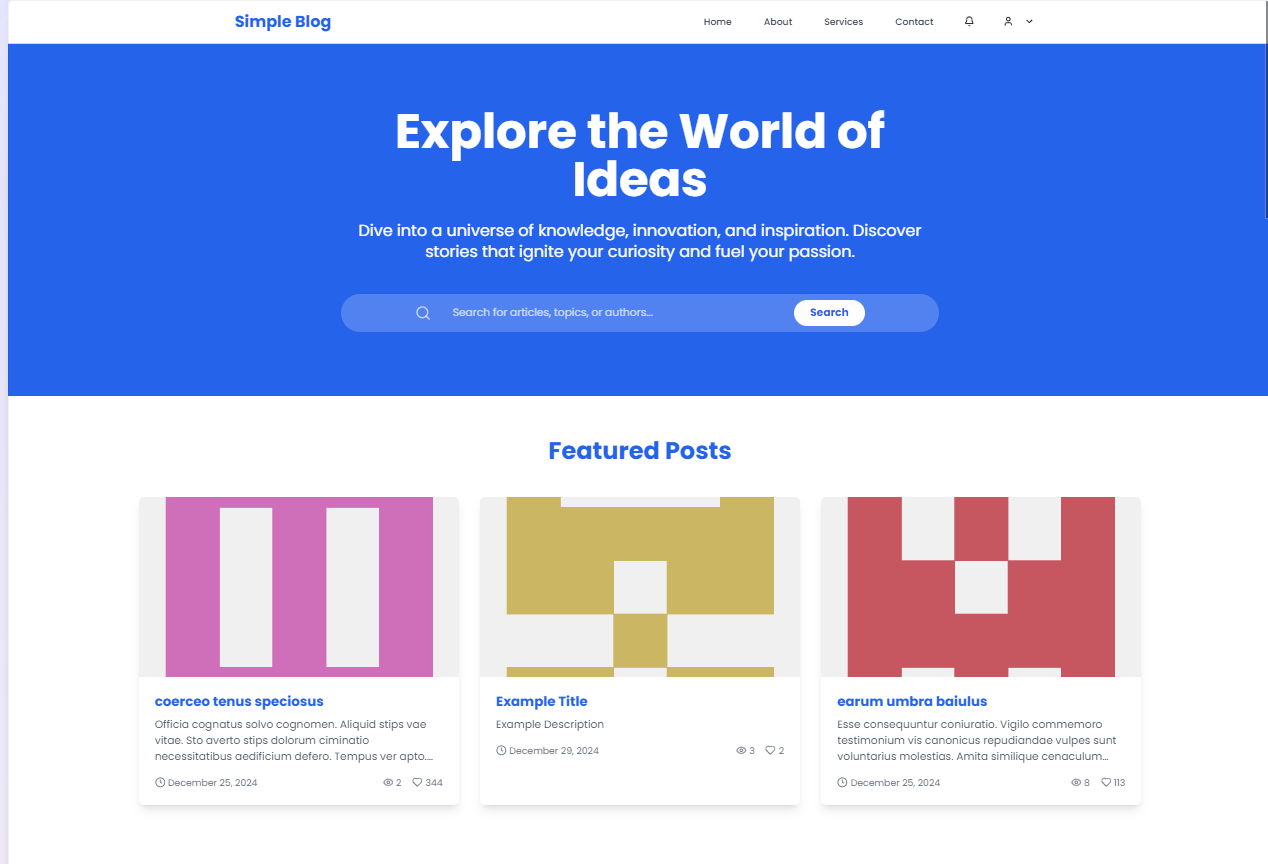 Simple Blog
Home About Services Contact
Explore the World of
Ideas
Dive into a universe of knowledge, innovation, and inspiration. Discover
stories that ignite your curiosity and fuel your passion.
Search for articles, topics, or authors...
Search
Featured Posts
coerceo tenus speciosus
Officia cognatus solvo cognomen. Aliquid stips vae
vitae. Sto averto stips dolorum ciminatio
necessitatibus aedificium defero. Tempus ver apto....
December 25, 2024 2 344
Example Title
Example Description
December 29, 2024 3 2
earum umbra baiulus
Esse consequuntur coniuratio. Vigilo commemoro
testimonium vis canonicus repudiandae vulpes sunt
voluntarius molestias. Amita similique cenaculum...
December 25, 2024 8 113